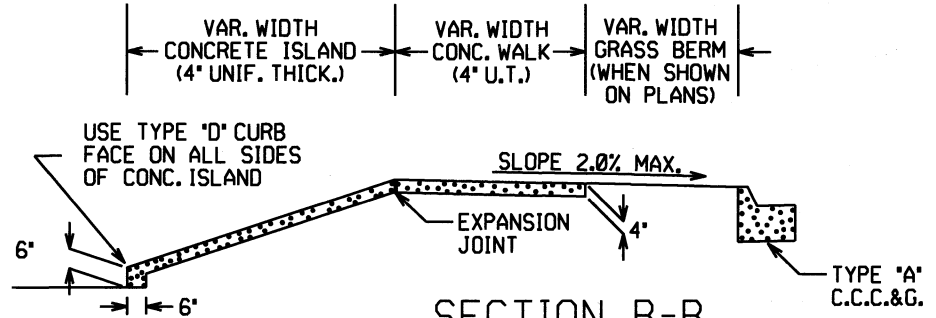 VAR. WIDTH
CONCRETE ISLAND
(4" UNIF. THICK.)
VAR. WIDTH
CONC. WALK
(4" U.T.)
VAR. WIDTH
GRASS BERM
(WHEN SHOWN
ON PLANS)
USE TYPE "D" CURB
FACE ON ALL SIDES
OF CONC. ISLAND
SLOPE 2.0% MAX.
EXPANSION
JOINT
4"
6"
6"
TYPE "A"
C.C.C.&G.
SECTION B-B